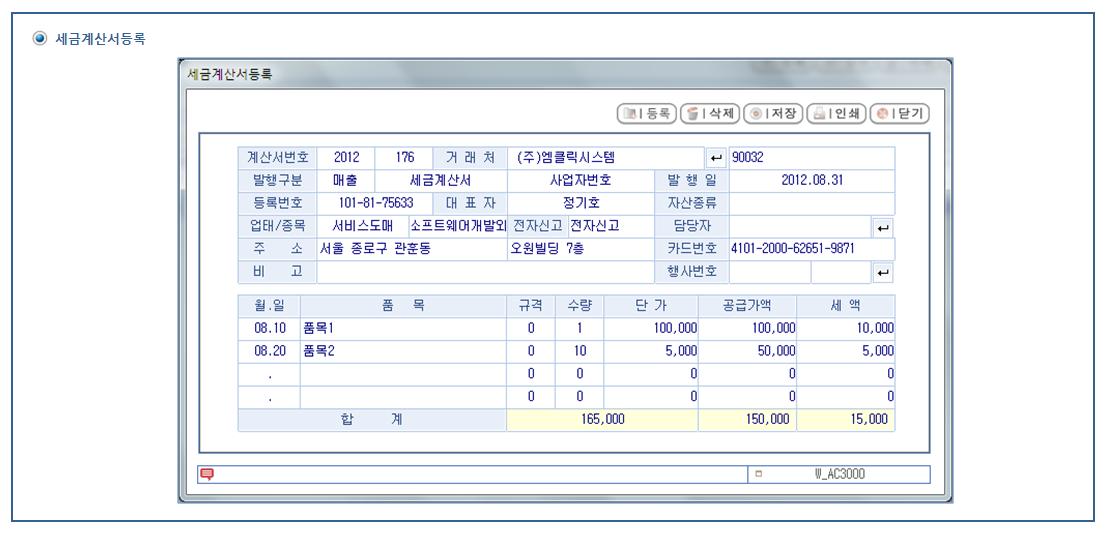 세금계산서등록
세금계산서등록
등록 삭제 저장 인쇄 닫기
계산서번호 2012 176 거 래 처 (주)엠클릭시스템 90032
발행구분 매출 세금계산서 사업자번호 발 행 일 2012.08.31
등록번호 101-81-75633 대 표 자 정기호 자산종류
업태/종목 서비스도매 소프트웨어개발외 전자신고 전자신고 담당자
주 소 서울 종로구 관훈동 오원빌딩 7층 카드번호 4101-2000-62651-9871
비 고 행사번호
월.일 품 목 규격 수량 단 가 공급가액 세 액
08.10 품목1 0 1 100,000 100,000 10,000
08.20 품목2 0 10 5,000 50,000 5,000
. 0 0 0 0 0
. 0 0 0 0 0
합 계 165,000 150,000 15,000
W_AC3000